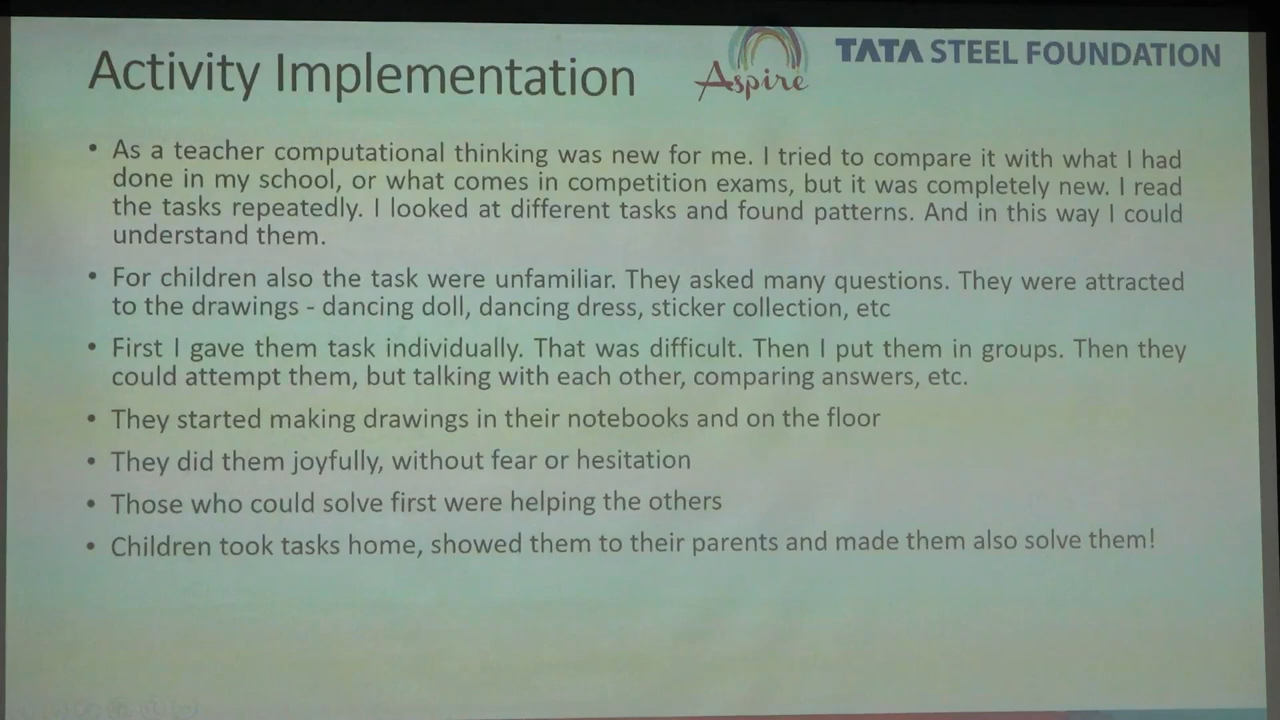 Activity Implementation
Aspire
TATA STEEL FOUNDATION
• As a teacher computational thinking was new for me. I tried to compare it with what I had
done in my school, or what comes in competition exams, but it was completely new. I read
the tasks repeatedly. I looked at different tasks and found patterns. And in this way I could
understand them.
• For children also the task were unfamiliar. They asked many questions. They were attracted
to the drawings - dancing doll, dancing dress, sticker collection, etc
• First I gave them task individually. That was difficult. Then I put them in groups. Then they
could attempt them, but talking with each other, comparing answers, etc.
• They started making drawings in their notebooks and on the floor
• They did them joyfully, without fear or hesitation
• Those who could solve first were helping the others
• Children took tasks home, showed them to their parents and made them also solve them!